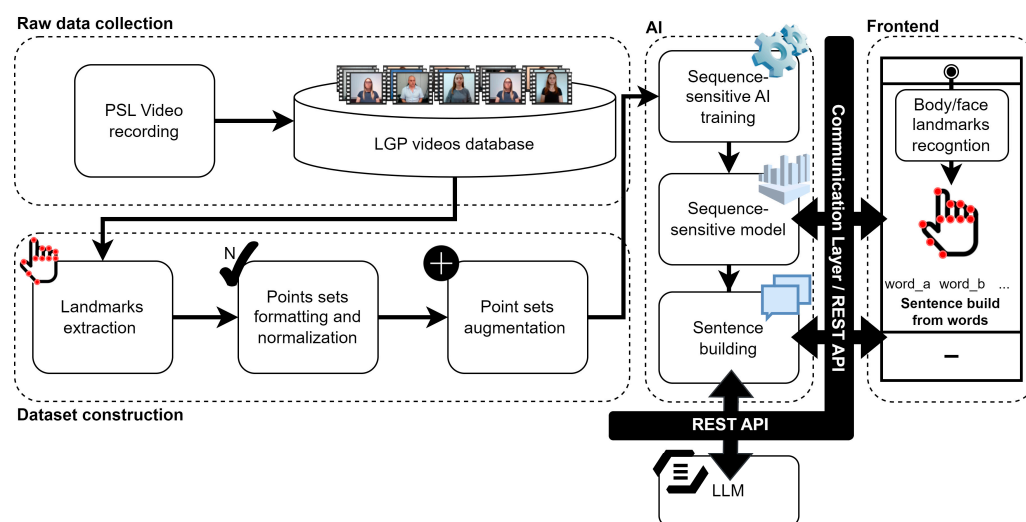 Raw data collection
PSL Video
recording
LGP videos database
N
Landmarks
extraction
Points sets
formatting and
normalization
Point sets
augmentation
Dataset construction
AI
Sequence-
sensitive AI
training
Sequence-
sensitive model
Sentence
building
Communication Layer / REST API
REST API
LLM
Frontend
Body/face
landmarks
recogntion
word_a word_b ...
Sentence build
from words